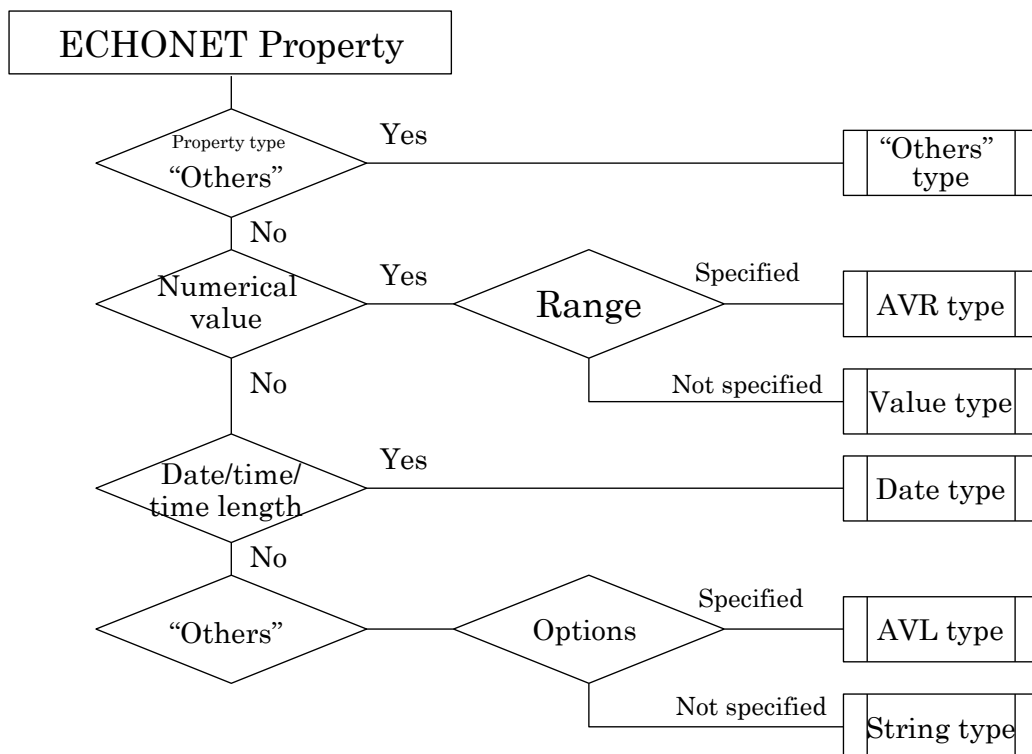 ECHONET Property
Property type
“Others”
Yes
“Others”
type
No
Numerical
value
Yes
Range
Specified
AVR type
No
Not specified
Value type
Date/time/
time length
Yes
Date type
No
“Others”
Options
Specified
AVL type
Not specified
String type